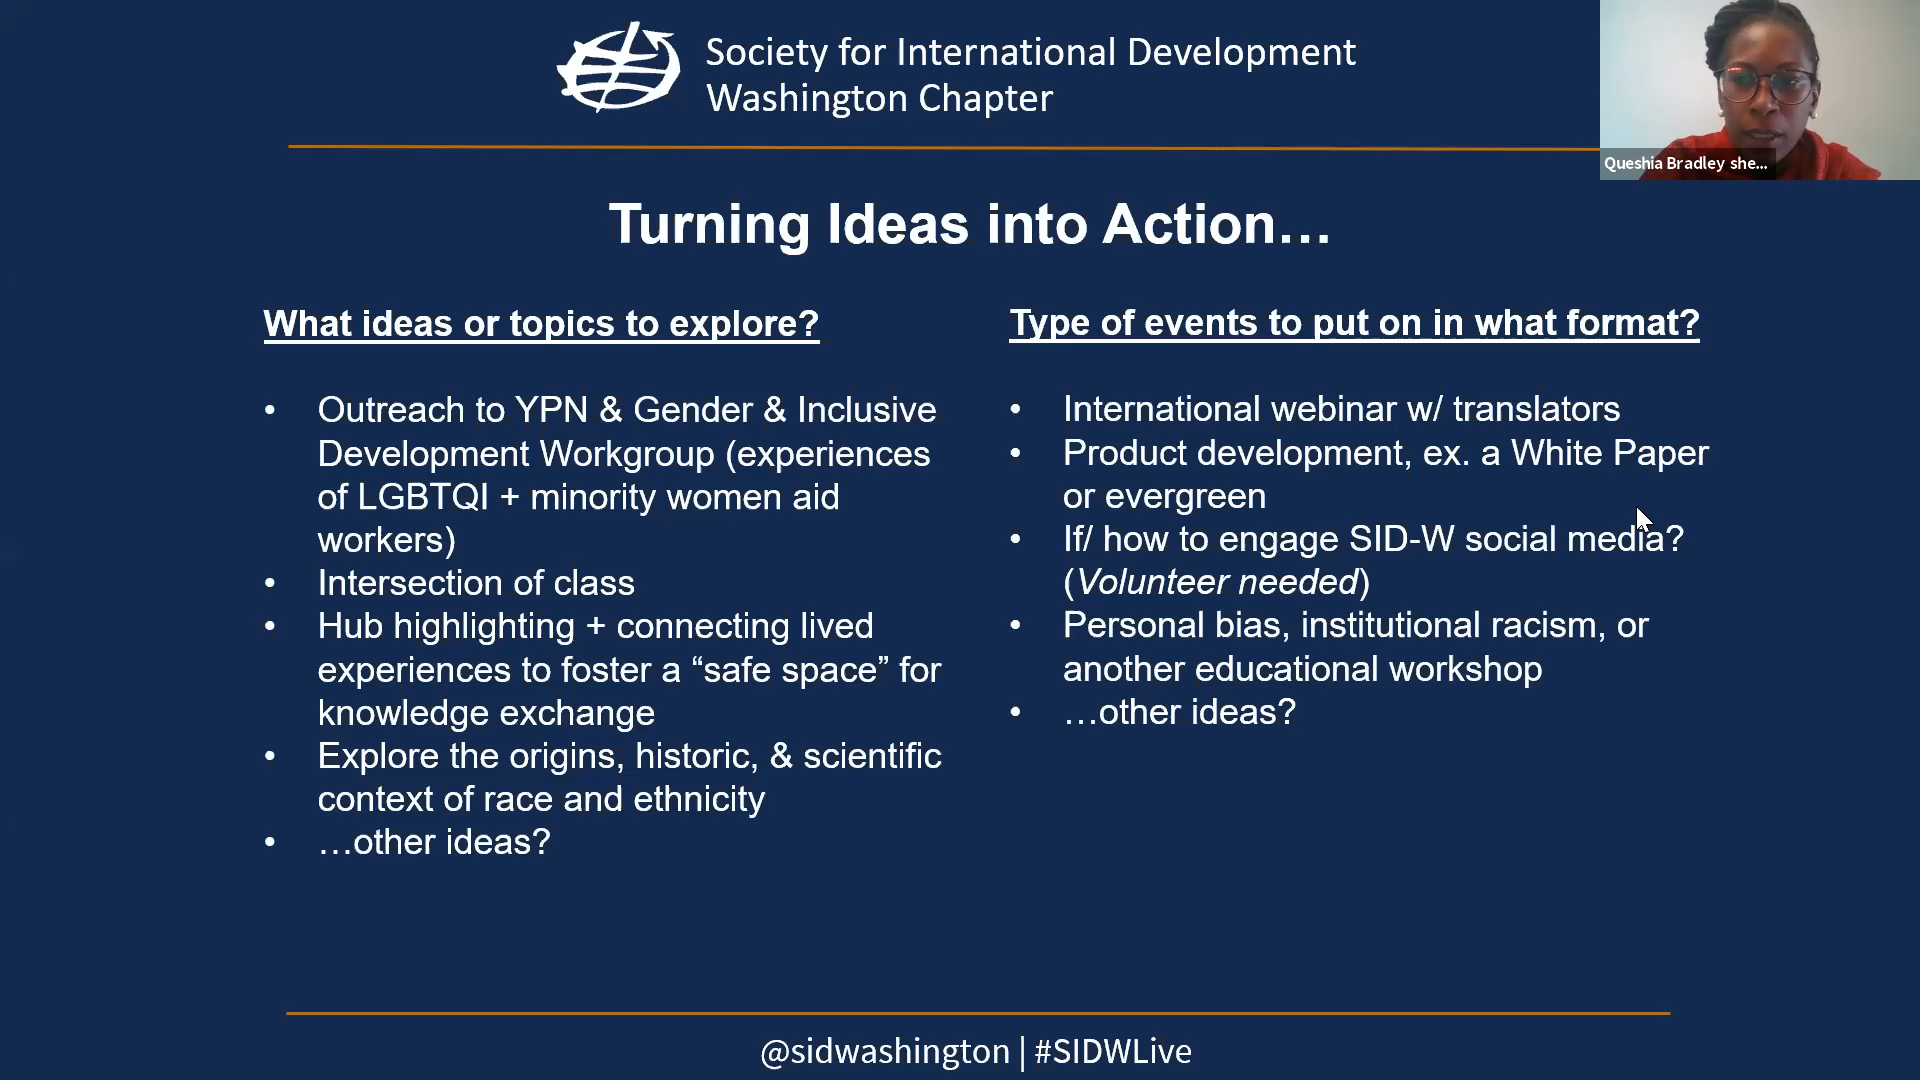 Society for International Development
Washington Chapter
Queshia Bradley she...
Turning Ideas into Action…
What ideas or topics to explore?
• Outreach to YPN & Gender & Inclusive
Development Workgroup (experiences
of LGBTQI + minority women aid
workers)
• Intersection of class
• Hub highlighting + connecting lived
experiences to foster a “safe space” for
knowledge exchange
• Explore the origins, historic, & scientific
context of race and ethnicity
• …other ideas?
Type of events to put on in what format?
• International webinar w/ translators
• Product development, ex. a White Paper
or evergreen
• If/ how to engage SID-W social media?
(Volunteer needed)
• Personal bias, institutional racism, or
another educational workshop
• …other ideas?
@sidwashington | #SIDWLive